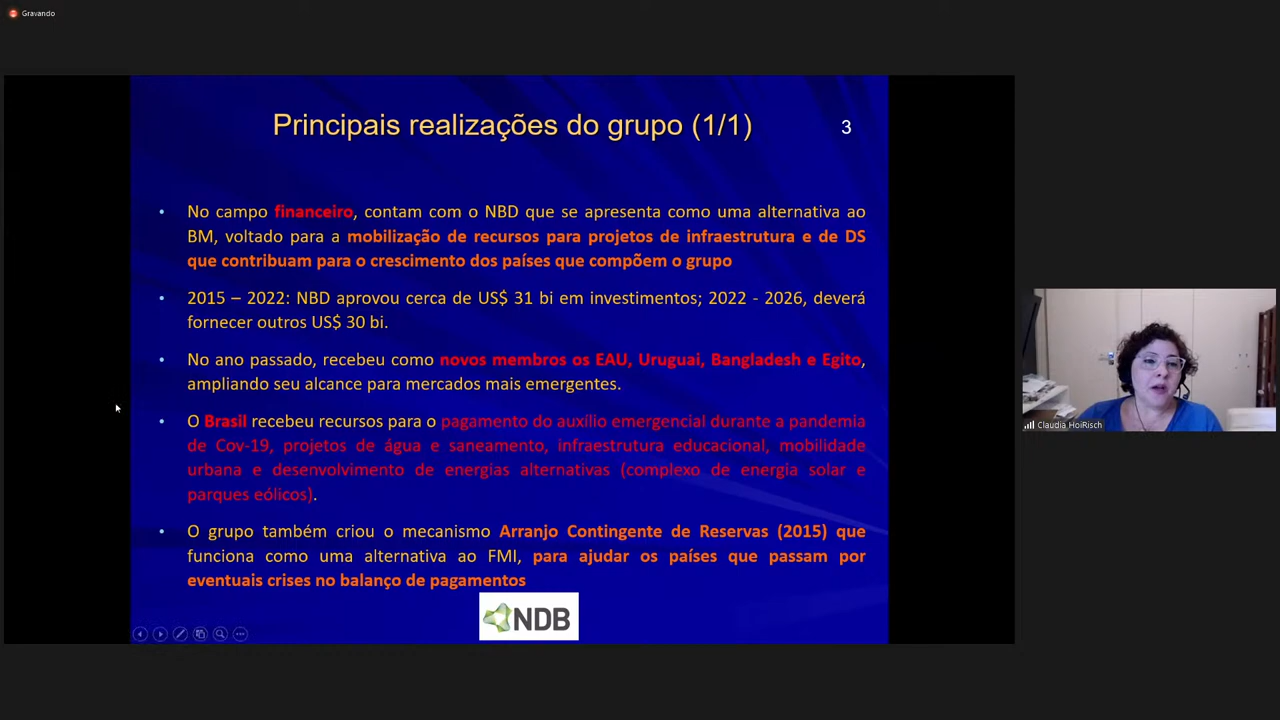 Gravando
Principais realizações do grupo (1/1)
3
• No campo financeiro, contam com o NBD que se apresenta como uma alternativa ao
BM, voltado para a mobilização de recursos para projetos de infraestrutura e de DS
que contribuam para o crescimento dos países que compõem o grupo
• 2015 – 2022: NBD aprovou cerca de US$ 31 bi em investimentos; 2022 - 2026, deverá
fornecer outros US$ 30 bi.
• No ano passado, recebeu como novos membros os EAU, Uruguai, Bangladesh e Egito,
ampliando seu alcance para mercados mais emergentes.
• O Brasil recebeu recursos para o pagamento do auxílio emergencial durante a pandemia
de Cov-19, projetos de água e saneamento, infraestrutura educacional, mobilidade
urbana e desenvolvimento de energias alternativas (complexo de energia solar e
parques eólicos).
• O grupo também criou o mecanismo Arranjo Contingente de Reservas (2015) que
funciona como uma alternativa ao FMI, para ajudar os países que passam por
eventuais crises no balanço de pagamentos
NDB
Claudia HoiRisch